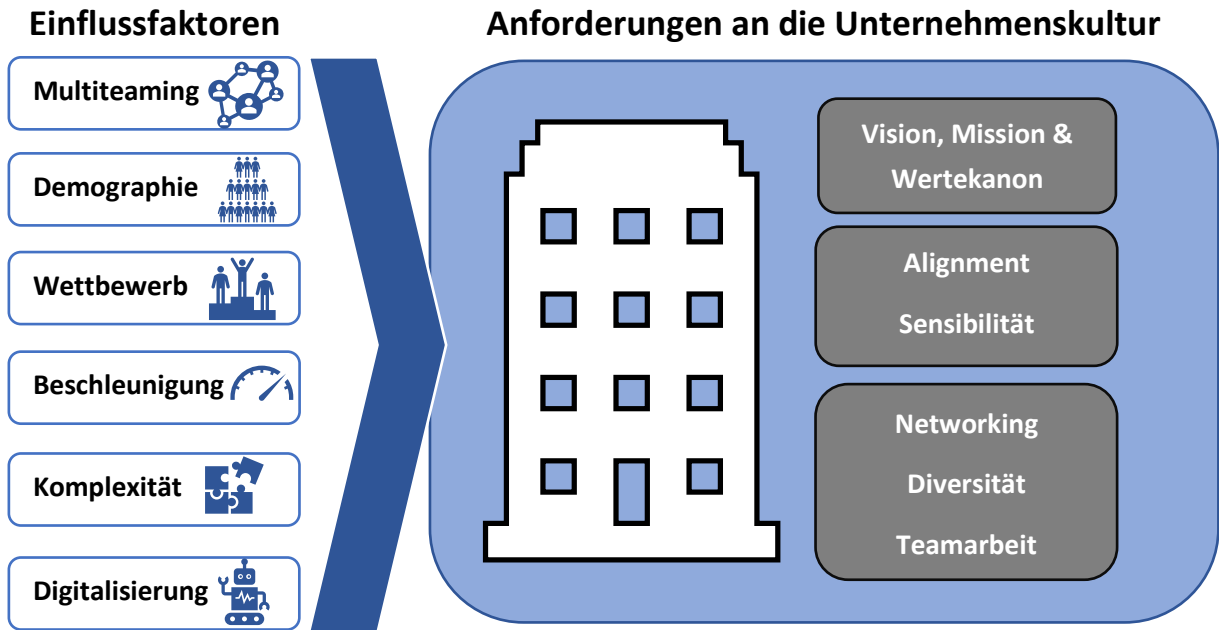 Einflussfaktoren
Multiteaming
Demographie
Wettbewerb
Beschleunigung
Komplexität
Digitalisierung
Anforderungen an die Unternehmenskultur
Vision, Mission &
Wertekanon
Alignment
Sensibilität
Networking
Diversität
Teamarbeit